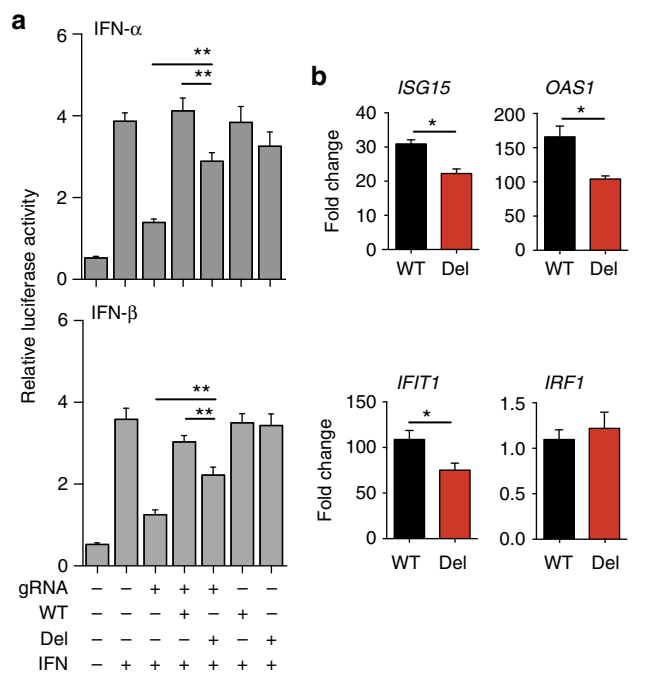 a
IFN-α
6
4
2
0
**
**
IFN-β
6
4
2
0
**
**
Relative luciferase activity
gRNA – – + + + – –
WT – – – + – + –
Del – – – – + – +
IFN – + + + + + +
b
ISG15
Fold change
40
30
20
10
0
*
WT Del
OAS1
200
150
100
50
0
*
WT Del
IFIT1
Fold change
150
100
50
0
*
WT Del
IRF1
1.5
1.0
0.5
0.0
WT Del